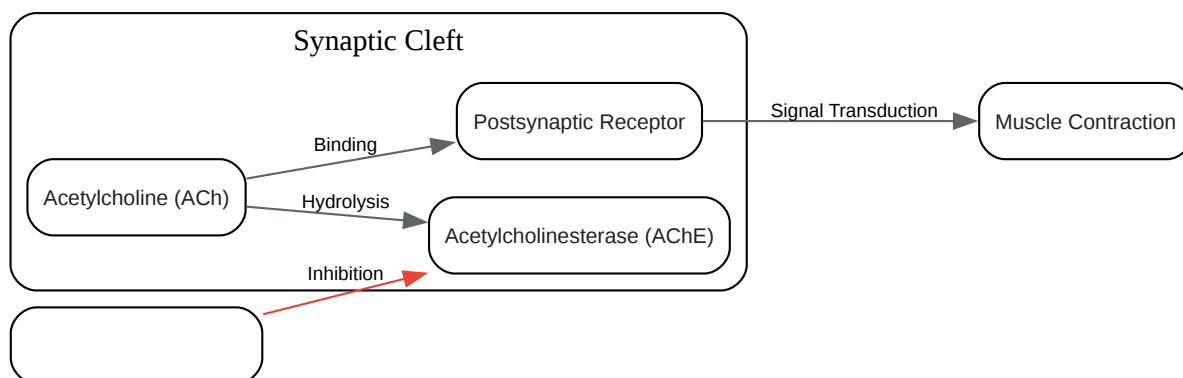 Synaptic Cleft
Postsynaptic Receptor
Signal Transduction
Muscle Contraction
Binding
Acetylcholine (ACh)
Hydrolysis
Acetylcholinesterase (AChE)
Inhibition